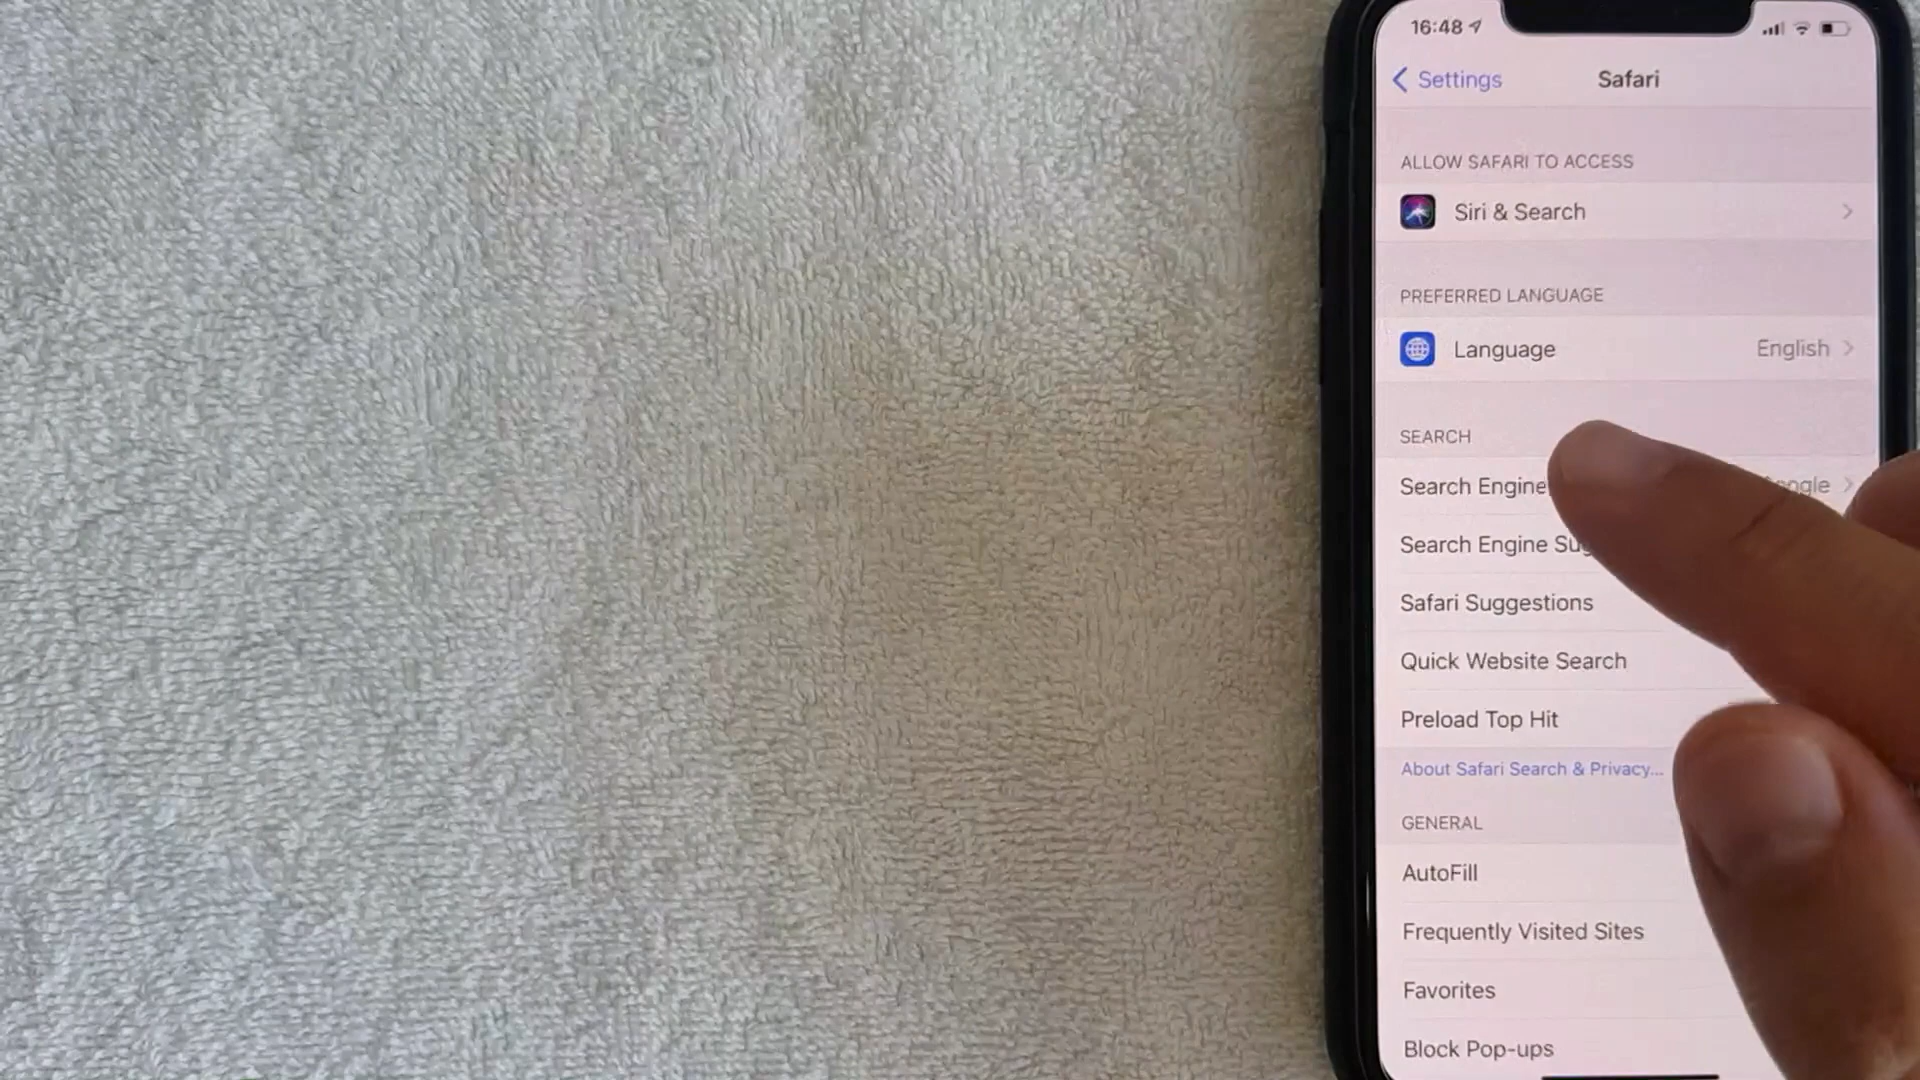 16:48
Settings
Safari
ALLOW SAFARI TO ACCESS
Siri & Search
PREFERRED LANGUAGE
Language English
SEARCH
Search Engine
Search Engine
Safari Suggestions
Quick Website Search
Preload Top Hit
About Safari Search & Privacy...
GENERAL
AutoFill
Frequently Visited Sites
Favorites
Block Pop-ups